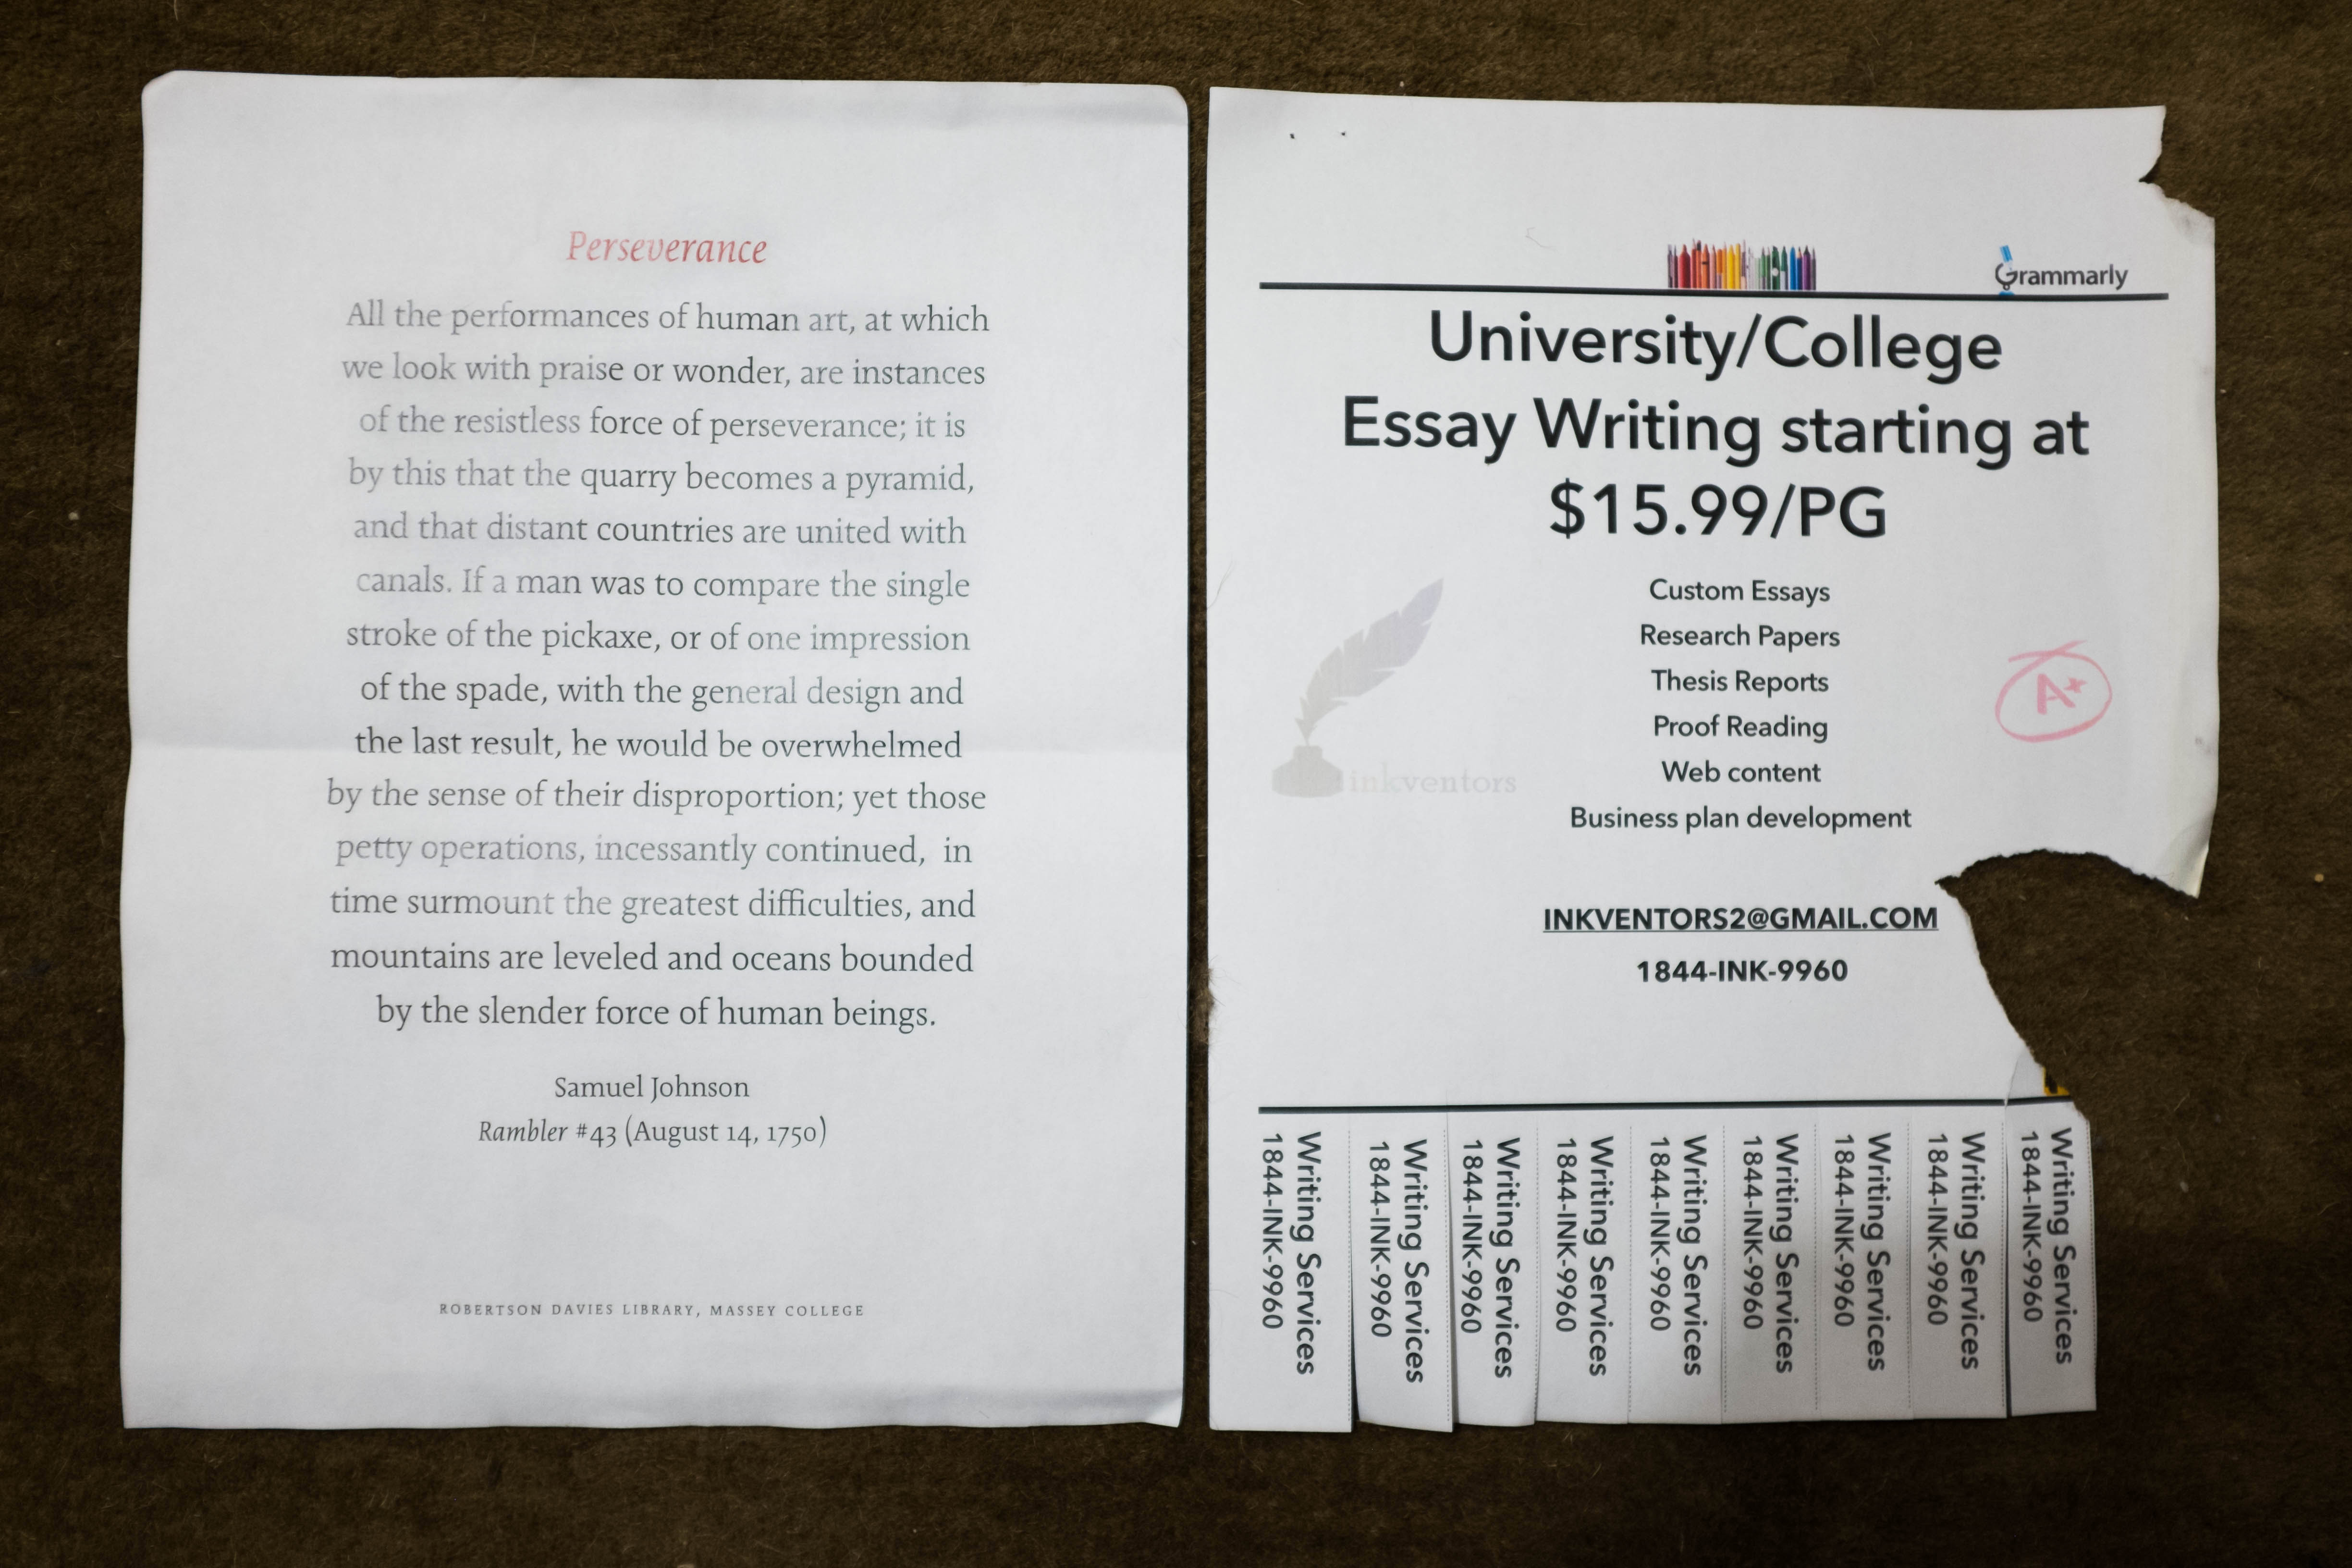 Perseverance
All the performances of human art, at which
we look with praise or wonder, are instances
of the resistless force of perseverance; it is
by this that the quarry becomes a pyramid,
and that distant countries are united with
canals. If a man was to compare the single
stroke of the pickaxe, or of one impression
of the spade, with the general design and
the last result, he would be overwhelmed
by the sense of their disproportion; yet those
petty operations, incessantly continued, in
time surmount the greatest difficulties, and
mountains are leveled and oceans bounded
by the slender force of human beings.
Samuel Johnson
Rambler #43 (August 14, 1750)
ROBERTSON DAVIES LIBRARY, MASSEY COLLEGE
Grammarly
University/College
Essay Writing starting at
$15.99/PG
Custom Essays
Research Papers
Thesis Reports
Proof Reading
Web content
Business plan development
A+
inkventors
INKVENTORS2@GMAIL.COM
1844-INK-9960
Writing Services
1844-INK-9960
Writing Services
1844-INK-9960
Writing Services
1844-INK-9960
Writing Services
1844-INK-9960
Writing Services
1844-INK-9960
Writing Services
1844-INK-9960
Writing Services
1844-INK-9960
Writing Services
1844-INK-9960
Writing Services
1844-INK-9960